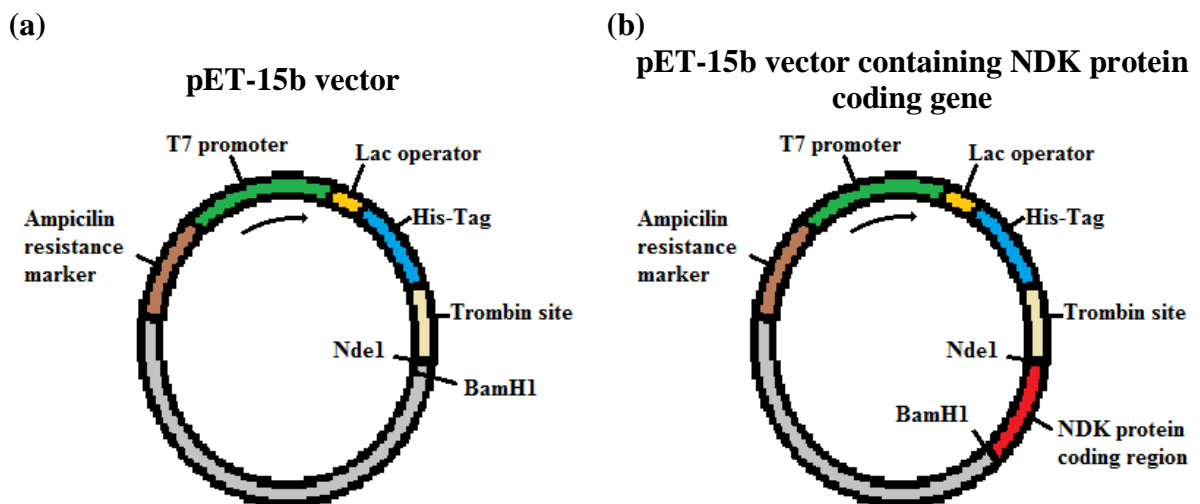 (a)
pET-15b vector
T7 promoter
Lac operator
Ampicilin
resistance
marker
His-Tag
Trombin site
Nde1
BamH1
(b)
pET-15b vector containing NDK protein
coding gene
T7 promoter
Lac operator
Ampicilin
resistance
marker
His-Tag
Trombin site
Nde1
BamH1
NDK protein
coding region